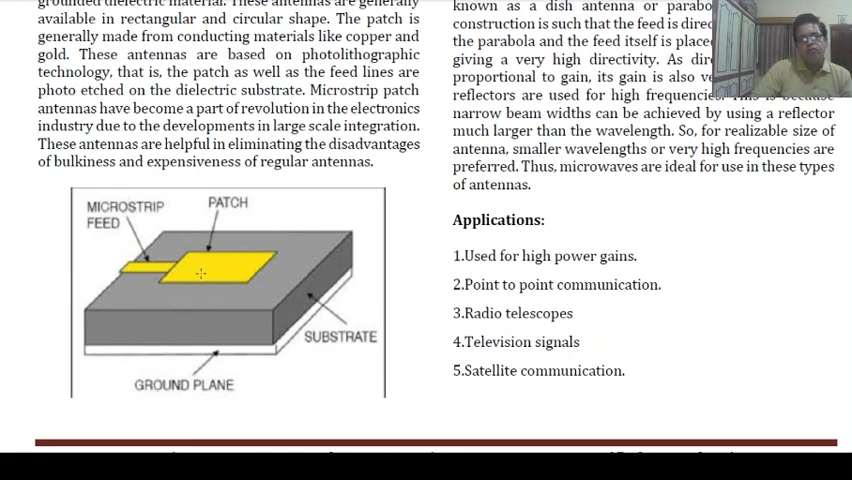 grounded dielectric material. These antennas are generally
available in rectangular and circular shape. The patch is
generally made from conducting materials like copper and
gold. These antennas are based on photolithographic
technology, that is, the patch as well as the feed lines are
photo etched on the dielectric substrate. Microstrip patch
antennas have become a part of revolution in the electronics
industry due to the developments in large scale integration.
These antennas are helpful in eliminating the disadvantages
of bulkiness and expensiveness of regular antennas.
MICROSTRIP
FEED
PATCH
SUBSTRATE
GROUND PLANE
known as a dish antenna or parabo
construction is such that the feed is direc
the parabola and the feed itself is place
giving a very high directivity. As dire
proportional to gain, its gain is also ve
reflectors are used for high frequencies. This is because
narrow beam widths can be achieved by using a reflector
much larger than the wavelength. So, for realizable size of
antenna, smaller wavelengths or very high frequencies are
preferred. Thus, microwaves are ideal for use in these types
of antennas.
Applications:
1.Used for high power gains.
2.Point to point communication.
3.Radio telescopes
4.Television signals
5.Satellite communication.